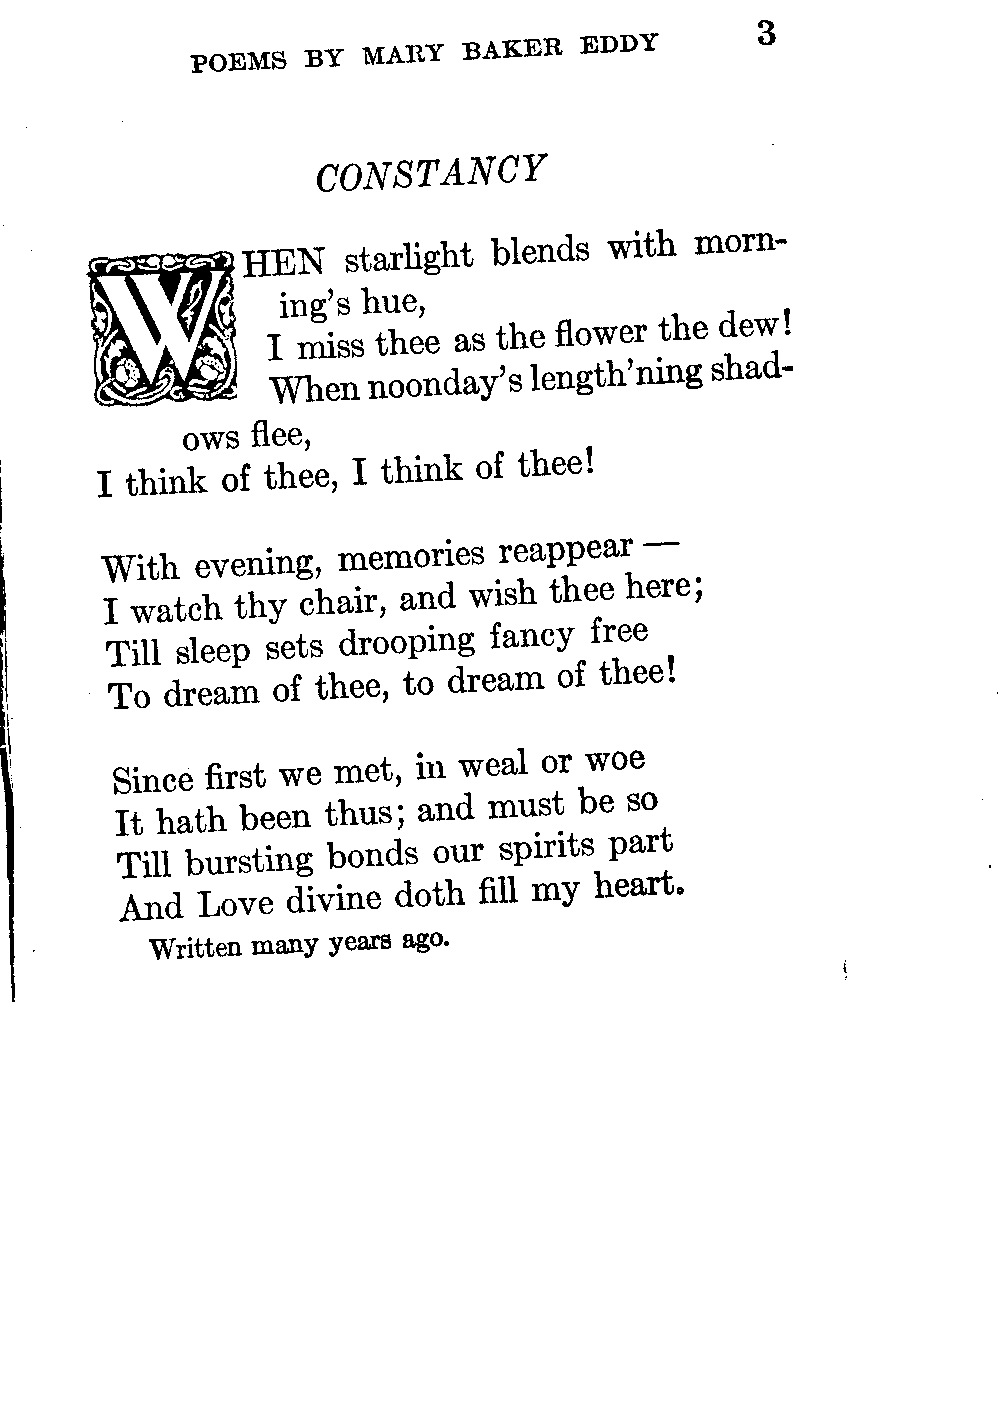 POEMS BY MARY BAKER EDDY 3
CONSTANCY
WHEN starlight blends with morn-
ing's hue,
I miss thee as the flower the dew!
When noonday's length'ning shad-
ows flee,
I think of thee, I think of thee!
With evening, memories reappear —
I watch thy chair, and wish thee here;
Till sleep sets drooping fancy free
To dream of thee, to dream of thee!
Since first we met, in weal or woe
It hath been thus; and must be so
Till bursting bonds our spirits part
And Love divine doth fill my heart.
Written many years ago.